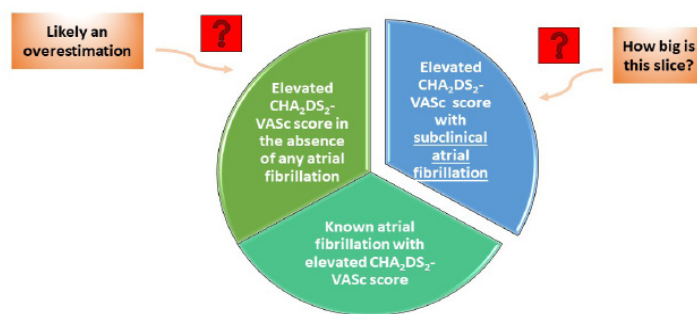 Likely an
overestimation
?
?
How big is
this slice?
Elevated
CHA₂DS₂-
VASc score in
the absence
of any atrial
fibrillation
Elevated
CHA₂DS₂-
VASc score
with
subclinical
atrial
fibrillation
Known atrial
fibrillation with
elevated CHA₂DS₂-
VASc score